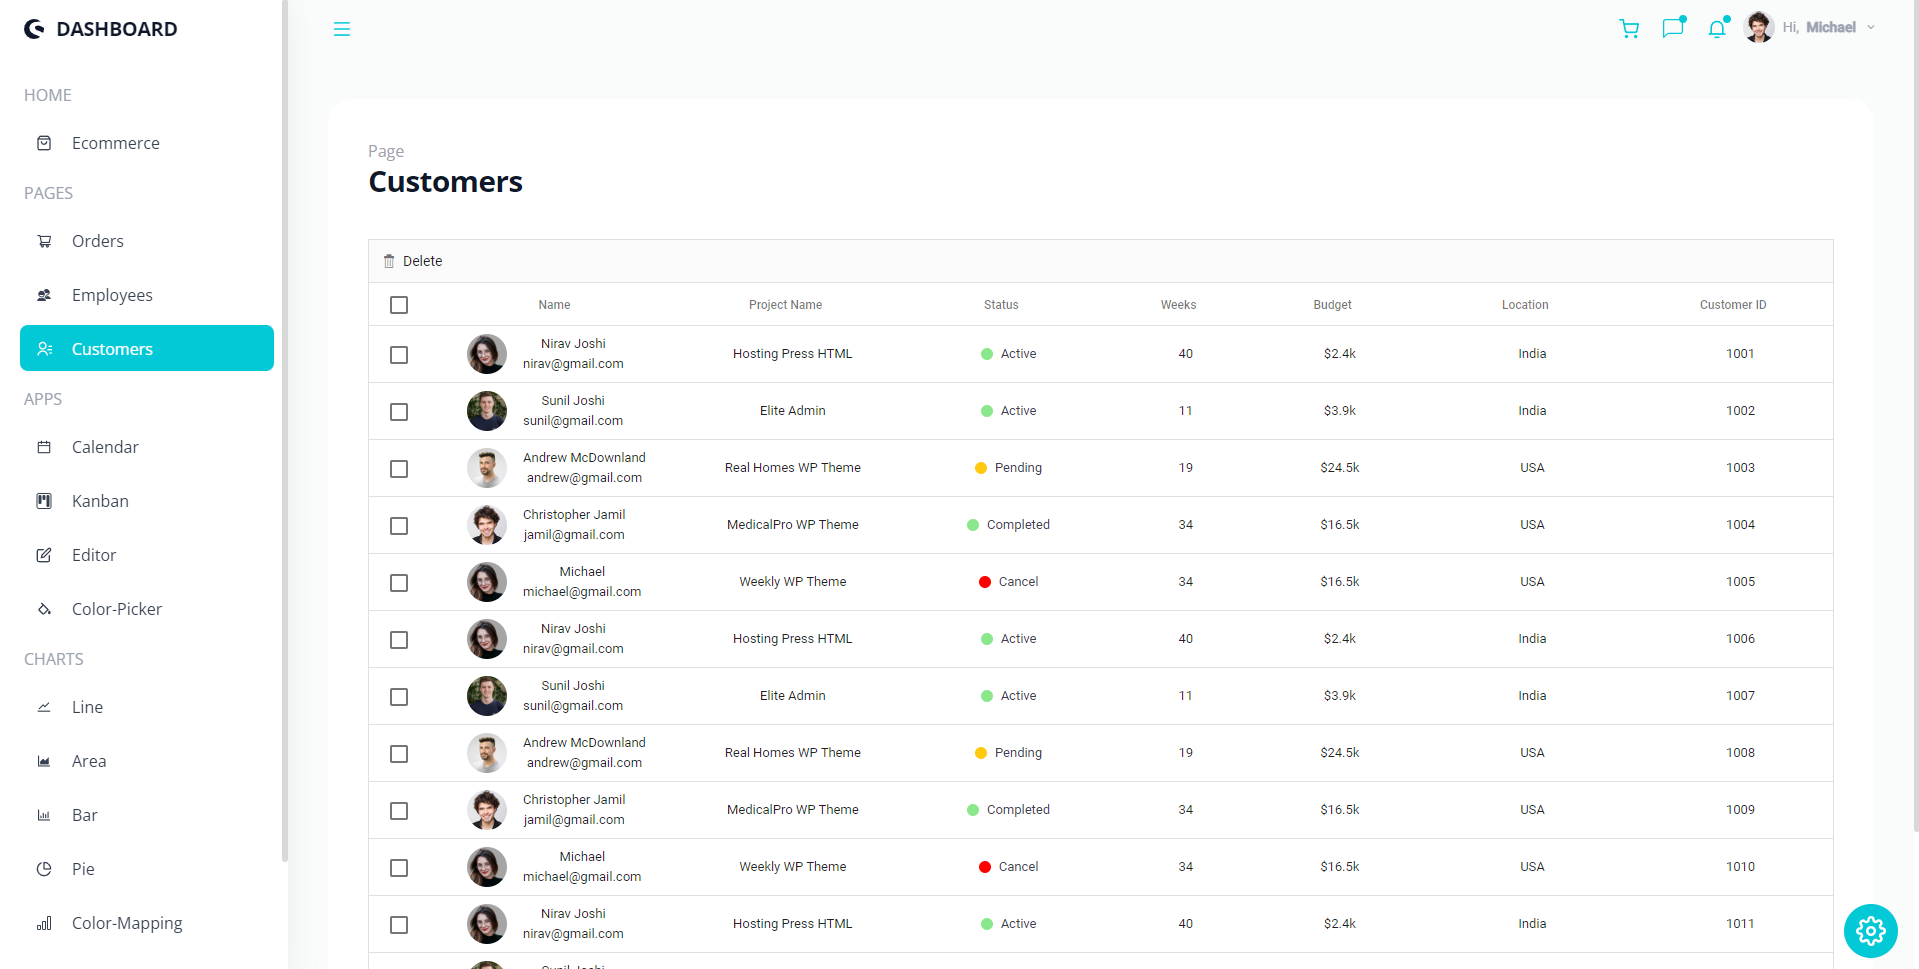 DASHBOARD
Hi, Michael
HOME
Ecommerce
PAGES
Orders
Employees
Customers
APPS
Calendar
Kanban
Editor
Color-Picker
CHARTS
Line
Area
Bar
Pie
Color-Mapping
Page
Customers
Delete
Name Project Name Status Weeks Budget Location Customer ID
Nirav Joshi
nirav@gmail.com Hosting Press HTML Active 40 $2.4k India 1001
Sunil Joshi
sunil@gmail.com Elite Admin Active 11 $3.9k India 1002
Andrew McDownland
andrew@gmail.com Real Homes WP Theme Pending 19 $24.5k USA 1003
Christopher Jamil
jamil@gmail.com MedicalPro WP Theme Completed 34 $16.5k USA 1004
Michael
michael@gmail.com Weekly WP Theme Cancel 34 $16.5k USA 1005
Nirav Joshi
nirav@gmail.com Hosting Press HTML Active 40 $2.4k India 1006
Sunil Joshi
sunil@gmail.com Elite Admin Active 11 $3.9k India 1007
Andrew McDownland
andrew@gmail.com Real Homes WP Theme Pending 19 $24.5k USA 1008
Christopher Jamil
jamil@gmail.com MedicalPro WP Theme Completed 34 $16.5k USA 1009
Michael
michael@gmail.com Weekly WP Theme Cancel 34 $16.5k USA 1010
Nirav Joshi
nirav@gmail.com Hosting Press HTML Active 40 $2.4k India 1011